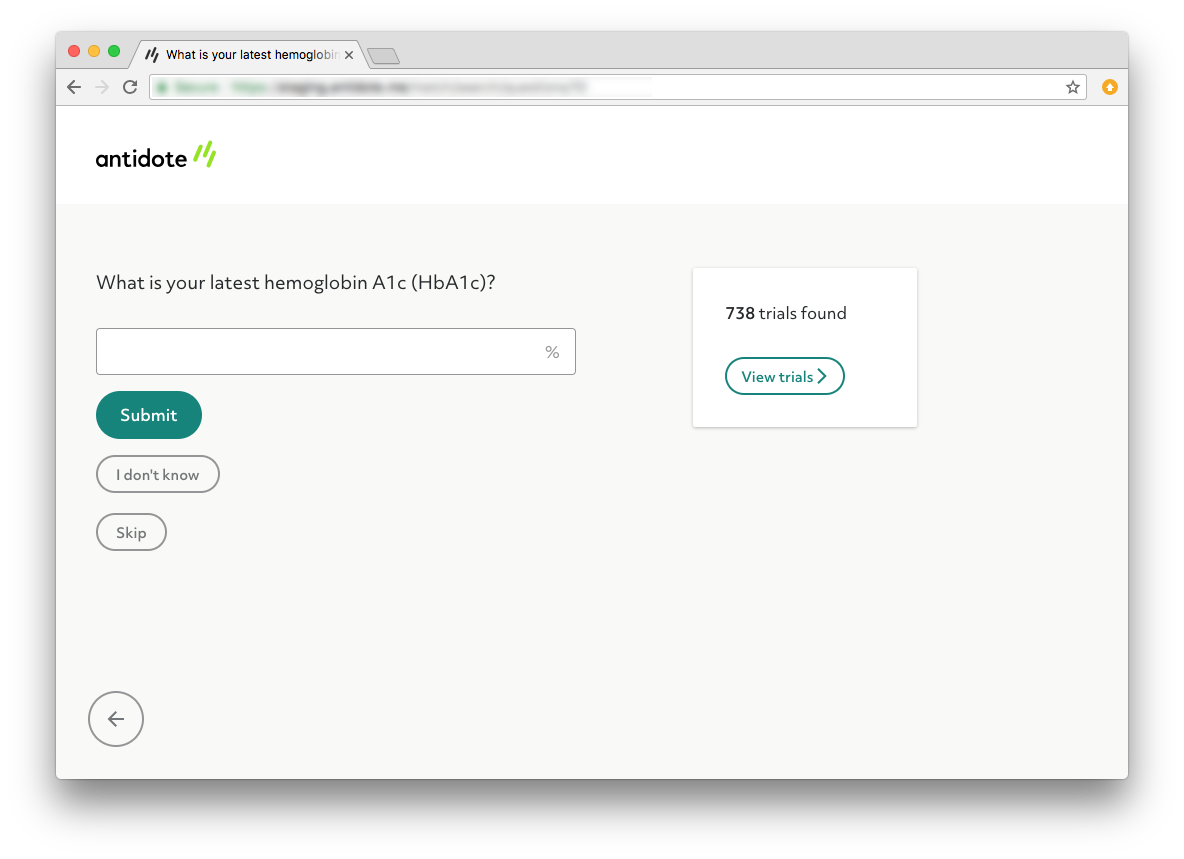 What is your latest hemoglobin
antidote
What is your latest hemoglobin A1c (HbA1c)?
%
Submit
I don't know
Skip
738 trials found
View trials